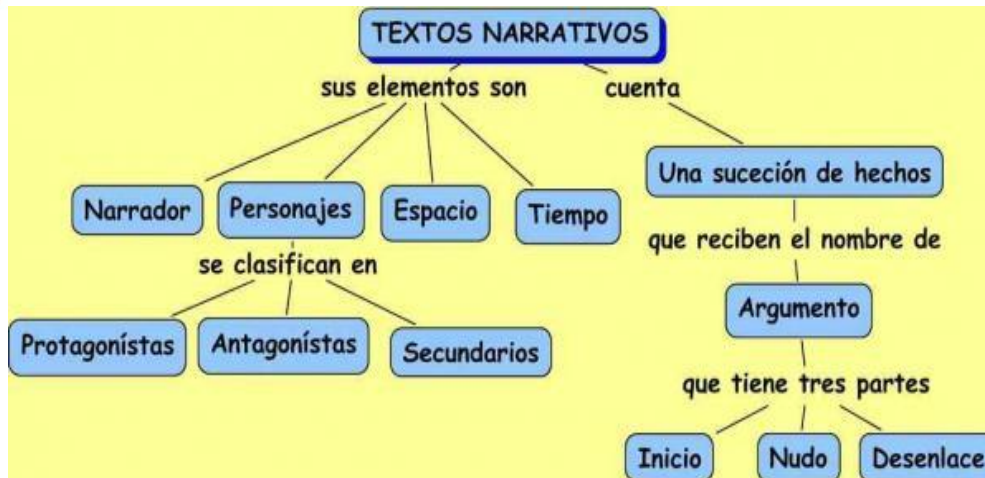 TEXTOS NARRATIVOS
sus elementos son
cuenta
Narrador
Personajes
Espacio
Tiempo
Una suceción de hechos
que reciben el nombre de
se clasifican en
Argumento
Protagonístas
Antagonístas
Secundarios
que tiene tres partes
Inicio
Nudo
Desenlace